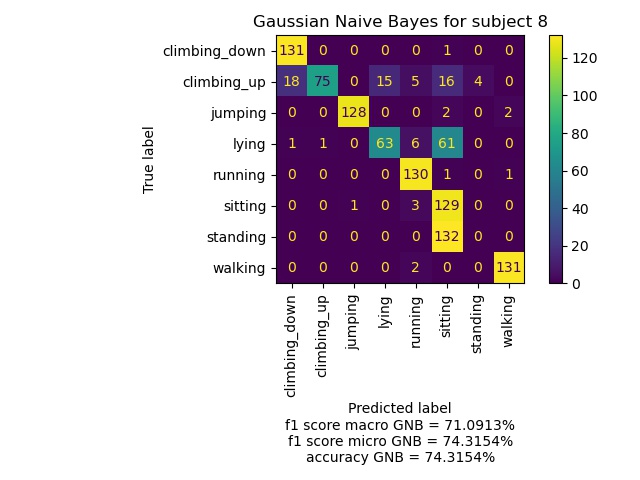 Gaussian Naive Bayes for subject 8
True label
climbing_down 131 0 0 0 0 1 0 0
climbing_up 18 75 0 15 5 16 4 0
jumping 0 0 128 0 0 2 0 2
lying 1 1 0 63 6 61 0 0
running 0 0 0 0 130 1 0 1
sitting 0 0 1 0 3 129 0 0
standing 0 0 0 0 0 132 0 0
walking 0 0 0 0 2 0 0 131
climbing_down climbing_up jumping lying running sitting standing walking
120
100
80
60
40
20
0
Predicted label
f1 score macro GNB = 71.0913%
f1 score micro GNB = 74.3154%
accuracy GNB = 74.3154%